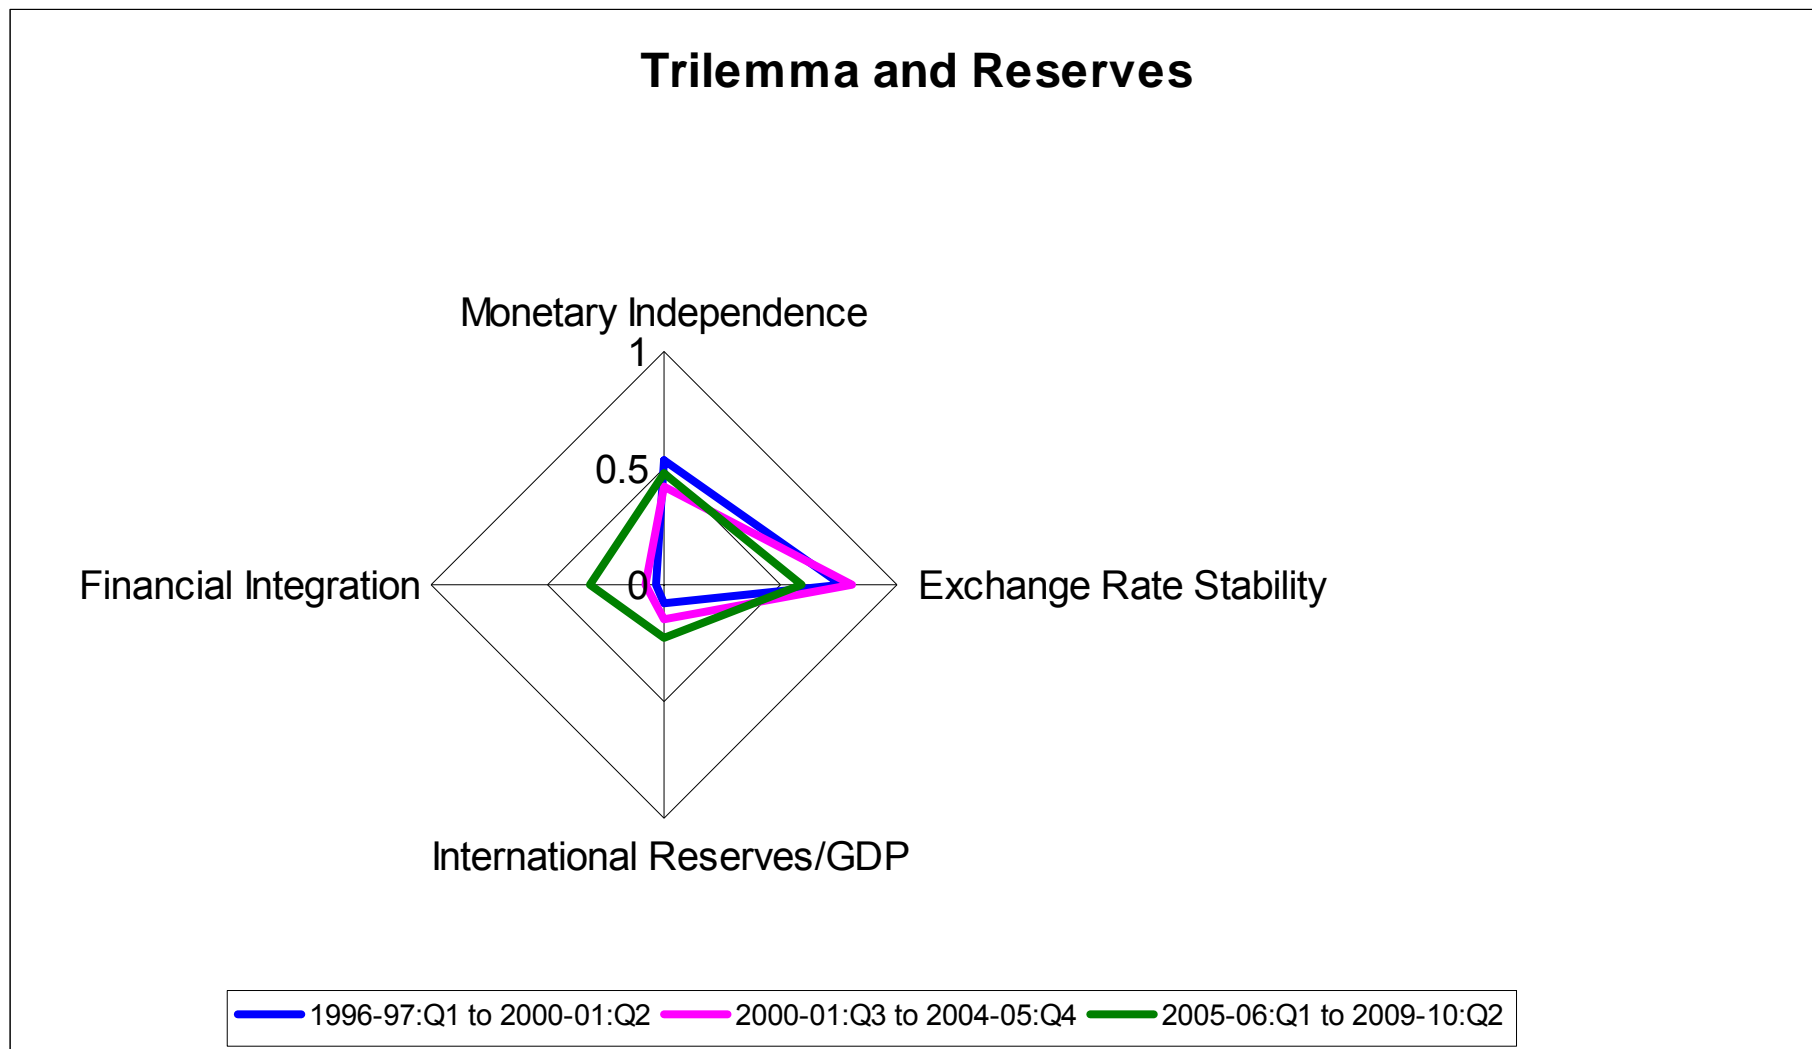 Trilemma and Reserves
Monetary Independence
1
0.5
Financial Integration
0
Exchange Rate Stability
International Reserves/GDP
1996-97:Q1 to 2000-01:Q2 2000-01:Q3 to 2004-05:Q4 2005-06:Q1 to 2009-10:Q2